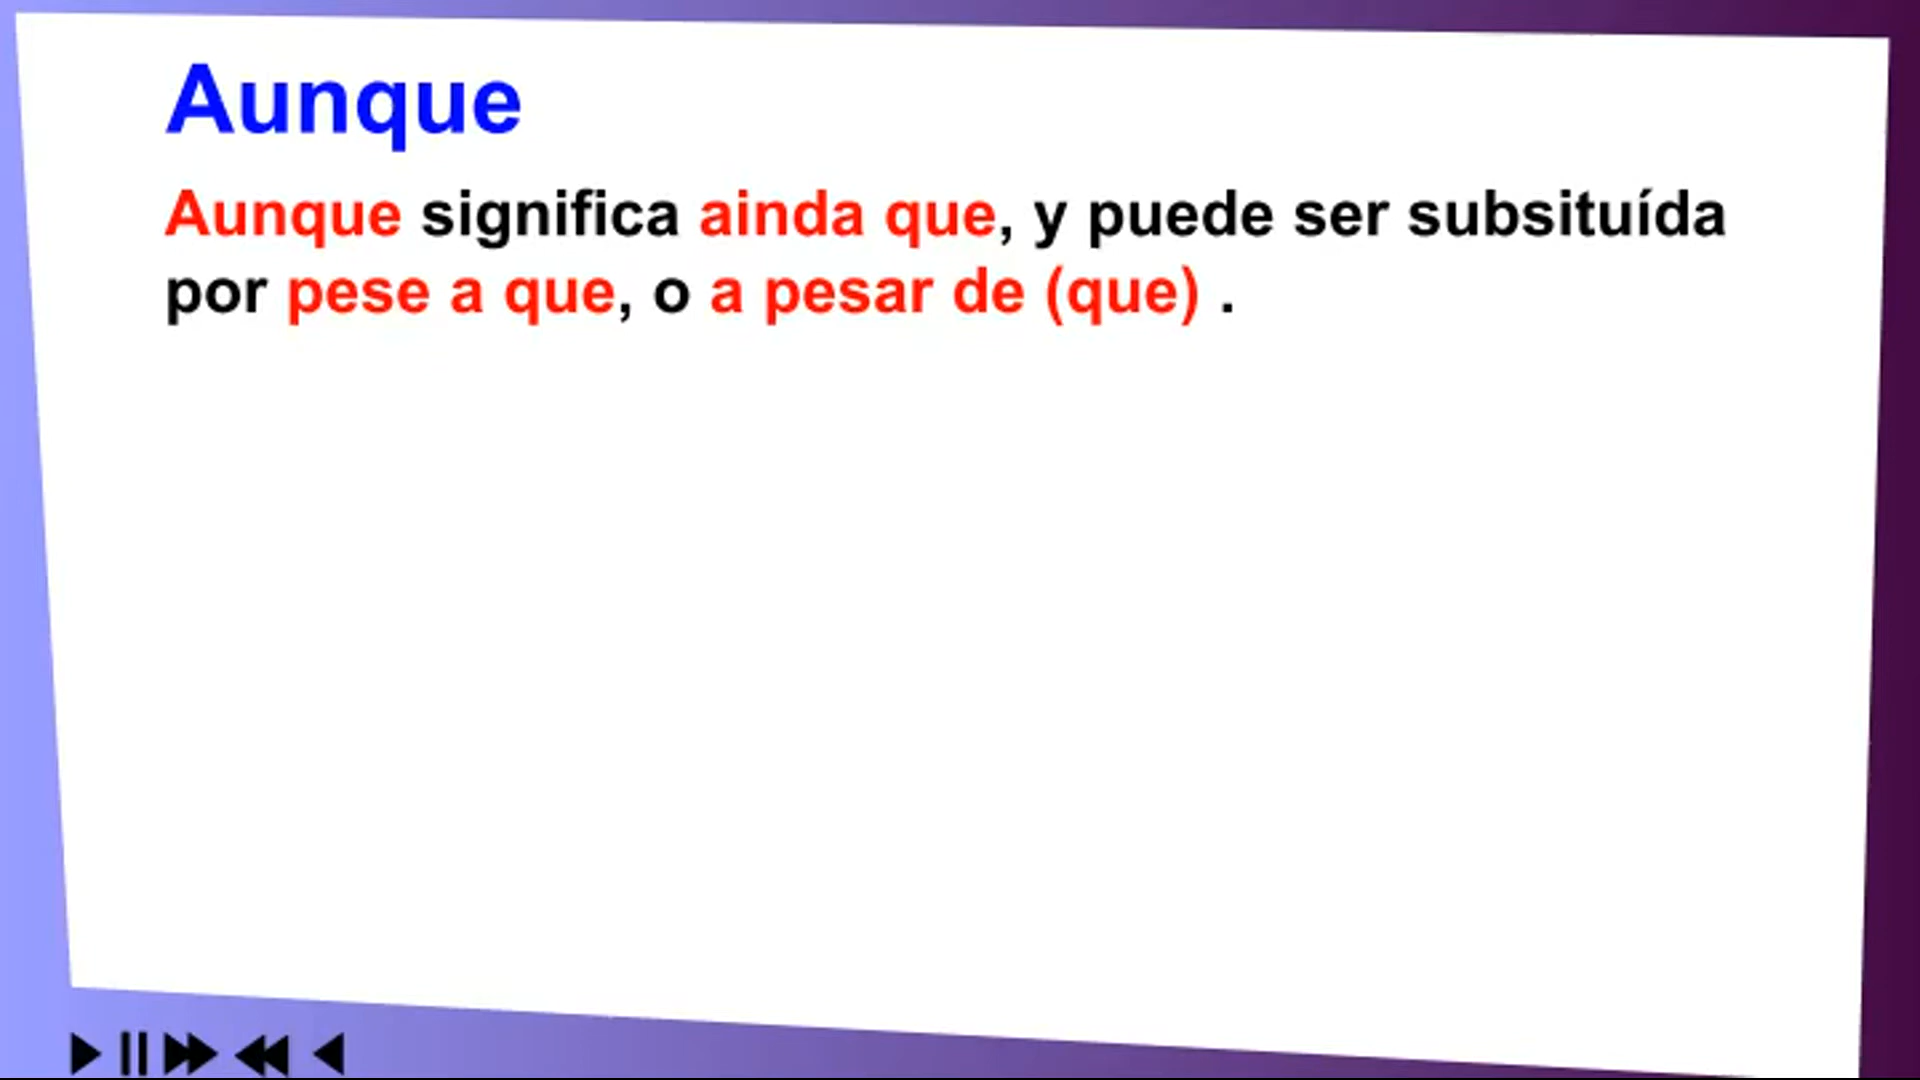 Aunque
Aunque significa ainda que, y puede ser subsituída
por pese a que, o a pesar de (que) .